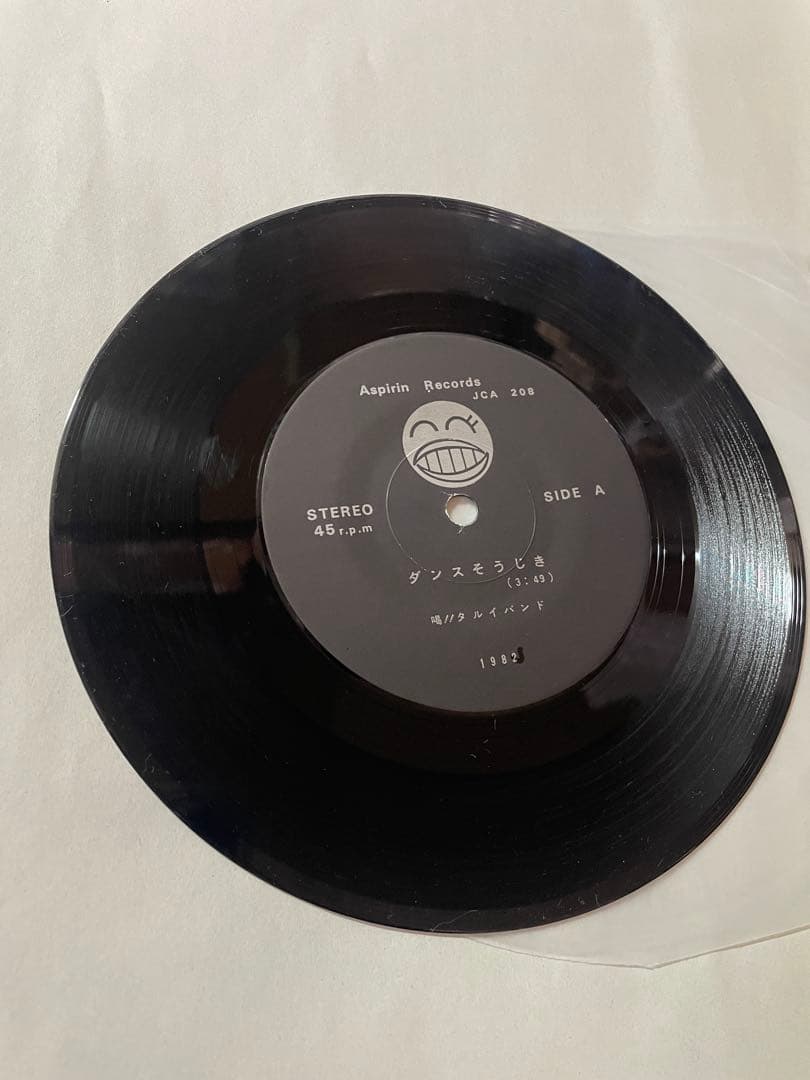 Aspirin Records
JCA 208
STEREO
45 r.p.m
SIDE A
ダンスそうじき
(3:49)
唱//タルイバンド
1982